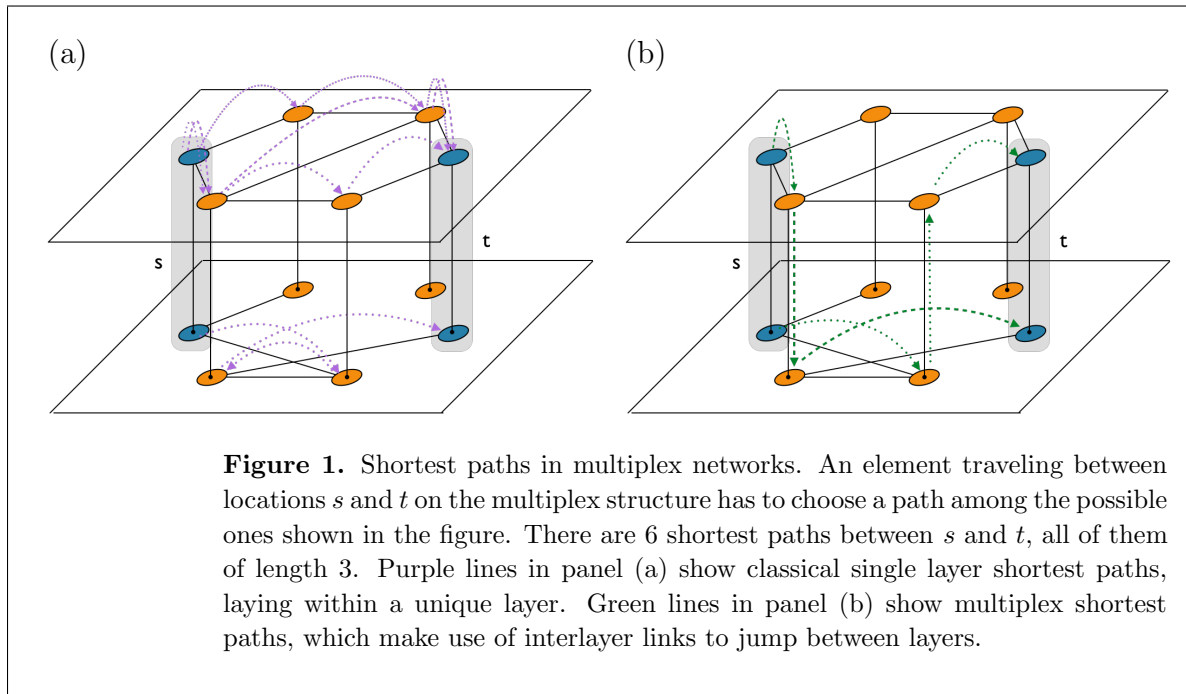 (a)
(b)
s
t
s
t
Figure 1. Shortest paths in multiplex networks. An element traveling between
locations s and t on the multiplex structure has to choose a path among the possible
ones shown in the figure. There are 6 shortest paths between s and t, all of them
of length 3. Purple lines in panel (a) show classical single layer shortest paths,
laying within a unique layer. Green lines in panel (b) show multiplex shortest
paths, which make use of interlayer links to jump between layers.